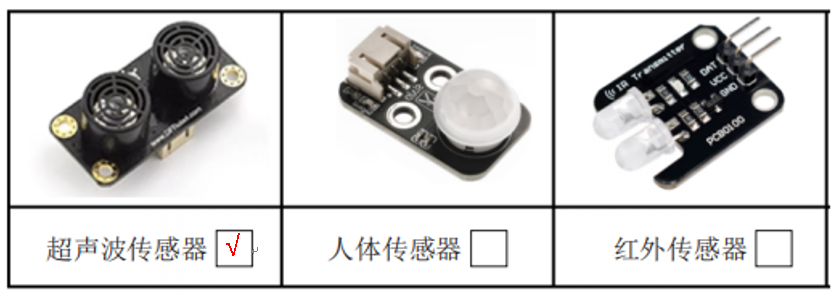 IR Transmitter
DAT
VCC
GND
PCB0100
超声波传感器 √
人体传感器
红外传感器